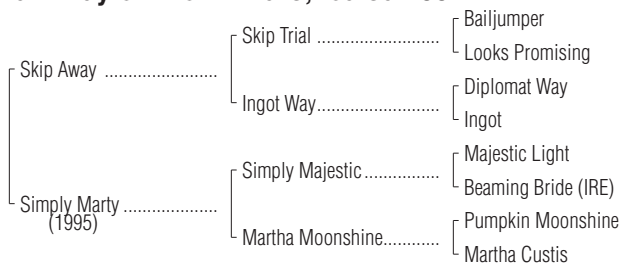 Bailjumper
Skip Trial ........................
Looks Promising
Skip Away ......................
Diplomat Way
Ingot Way........................
Ingot
Majestic Light
Simply Majestic...............
Beaming Bride (IRE)
Simply Marty ..................
(1995)
Pumpkin Moonshine
Martha Moonshine...........
Martha Custis